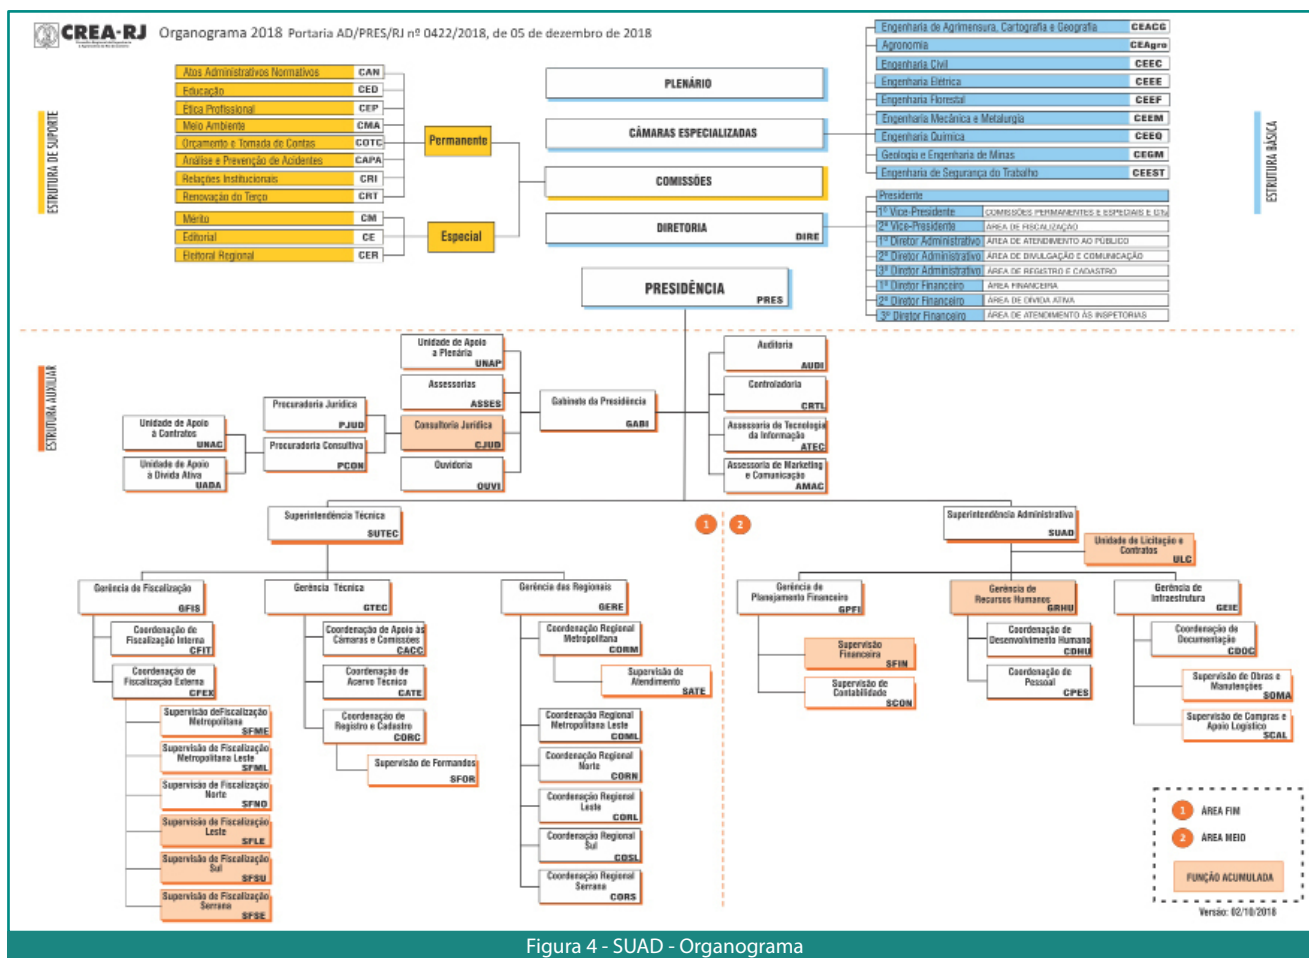 CREA-RJ
Organograma 2018 Portaria AD/PRES/RJ nº 0422/2018, de 05 de dezembro de 2018
ESTRUTURA DE SUPORTE
Atos Administrativos Normativos CAN
Educação CED
Ética Profissional CEP
Meio Ambiente CMA
Orçamento e Tomada de Contas COTC
Análise e Prevenção de Acidentes CAPA
Relações Institucionais CRI
Renovação do Terço CRT
Permanente
Mérito CM
Editorial CE
Eleitoral Regional CER
Especial
PLENÁRIO
CÂMARAS ESPECIALIZADAS
COMISSÕES
DIRETORIA
DIRE
PRESIDÊNCIA
PRES
Engenharia de Agrimensura, Cartografia e Geografia CEACG
Agronomia CEAgro
Engenharia Civil CEEC
Engenharia Elétrica CEEE
Engenharia Florestal CEEF
Engenharia Mecânica e Metalurgia CEEM
Engenharia Química CEEQ
Geologia e Engenharia de Minas CEGM
Engenharia de Segurança do Trabalho CEEST
Presidente
1º Vice-Presidente COMISSÕES PERMANENTES E ESPECIAIS E
2º Vice-Presidente ÁREA DE FISCALIZAÇÃO
1º Diretor Administrativo ÁREA DE ATENDIMENTO AO PÚBLICO
2º Diretor Administrativo ÁREA DE DIVULGAÇÃO E COMUNICAÇÃO
3º Diretor Administrativo ÁREA DE REGISTRO E CADASTRO
1º Diretor Financeiro ÁREA FINANCEIRA
2º Diretor Financeiro ÁREA DE DÍVIDA ATIVA
3º Diretor Financeiro ÁREA DE ATENDIMENTO ÀS INSPETORIAS
ESTRUTURA BÁSICA
ESTRUTURA AUXILIAR
Unidade de Apoio
à Contratos
UNAC
Unidade de Apoio
à Dívida Ativa
UADA
Procuradoria Jurídica
PJUD
Procuradoria Consultiva
PCON
Unidade de Apoio
a Plenária
UNAP
Assessorias
ASSES
Consultoria Jurídica
CJUD
Ouvidoria
OUVI
Gabinete da Presidência
GABI
Auditoria
AUDI
Controladoria
CRTL
Assessoria de Tecnologia
da Informação
ATEC
Assessoria de Marketing
e Comunicação
AMAC
Superintendência Técnica
SUTEC
1
2
Superintendência Administrativa
SUAD
Unidade de Licitação e
Contratos
ULC
Gerência de Fiscalização
GFIS
Coordenação de
Fiscalização Interna
CFIT
Coordenação de
Fiscalização Externa
CFEX
Supervisão deFiscalização
Metropolitana
SFME
Supervisão de Fiscalização
Metropolitana Leste
SFML
Supervisão de Fiscalização
Norte
SFNO
Supervisão de Fiscalização
Leste
SFLE
Supervisão de Fiscalização
Sul
SFSU
Supervisão de Fiscalização
Serrana
SFSE
Gerência Técnica
GTEC
Coordenação de Apoio às
Câmaras e Comissões
CACC
Coordenação de
Acervo Técnico
CATE
Coordenação de
Registro e Cadastro
CORC
Supervisão de Formandos
SFOR
Gerência das Regionais
GERE
Coordenação Regional
Metropolitana
CORM
Supervisão de
Atendimento
SATE
Coordenação Regional
Metropolitana Leste
COML
Coordenação Regional
Norte
CORN
Coordenação Regional
Leste
CORL
Coordenação Regional
Sul
COSL
Coordenação Regional
Serrana
CORS
Gerência de
Planejamento Financeiro
GPFI
Supervisão
Financeira
SFIN
Supervisão de
Contabilidade
SCON
Gerência de
Recursos Humanos
GRHU
Coordenação de
Desenvolvimento Humano
CDHU
Coordenação de
Pessoal
CPES
Gerência de
Infraestrutura
GEIE
Coordenação de
Documentação
CDOC
Supervisão de Obras e
Manutenções
SOMA
Supervisão de Compras e
Apoio Logístico
SCAL
1 ÁREA FIM
2 ÁREA MEIO
FUNÇÃO ACUMULADA
Versão: 02/10/2018
Figura 4 - SUAD - Organograma